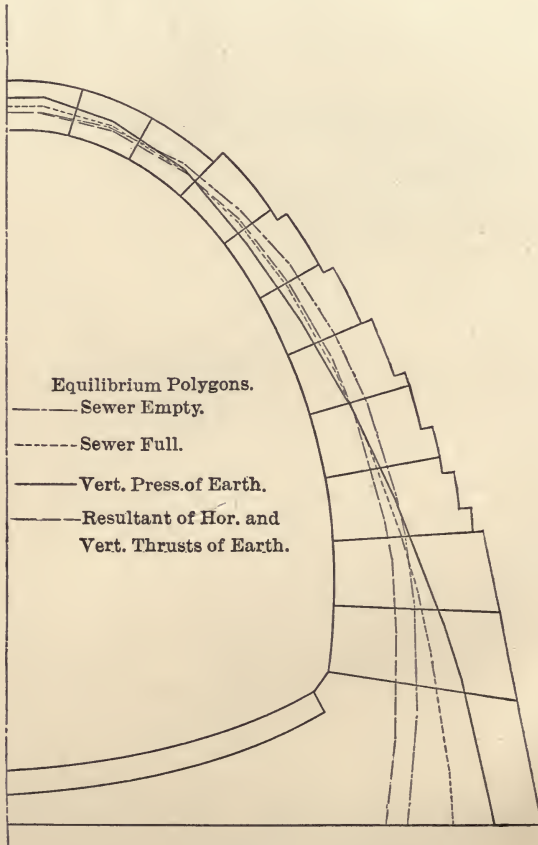 Equilibrium Polygons.
Sewer Empty.
Sewer Full.
Vert. Press. of Earth.
Resultant of Hor. and
Vert. Thrusts of Earth.